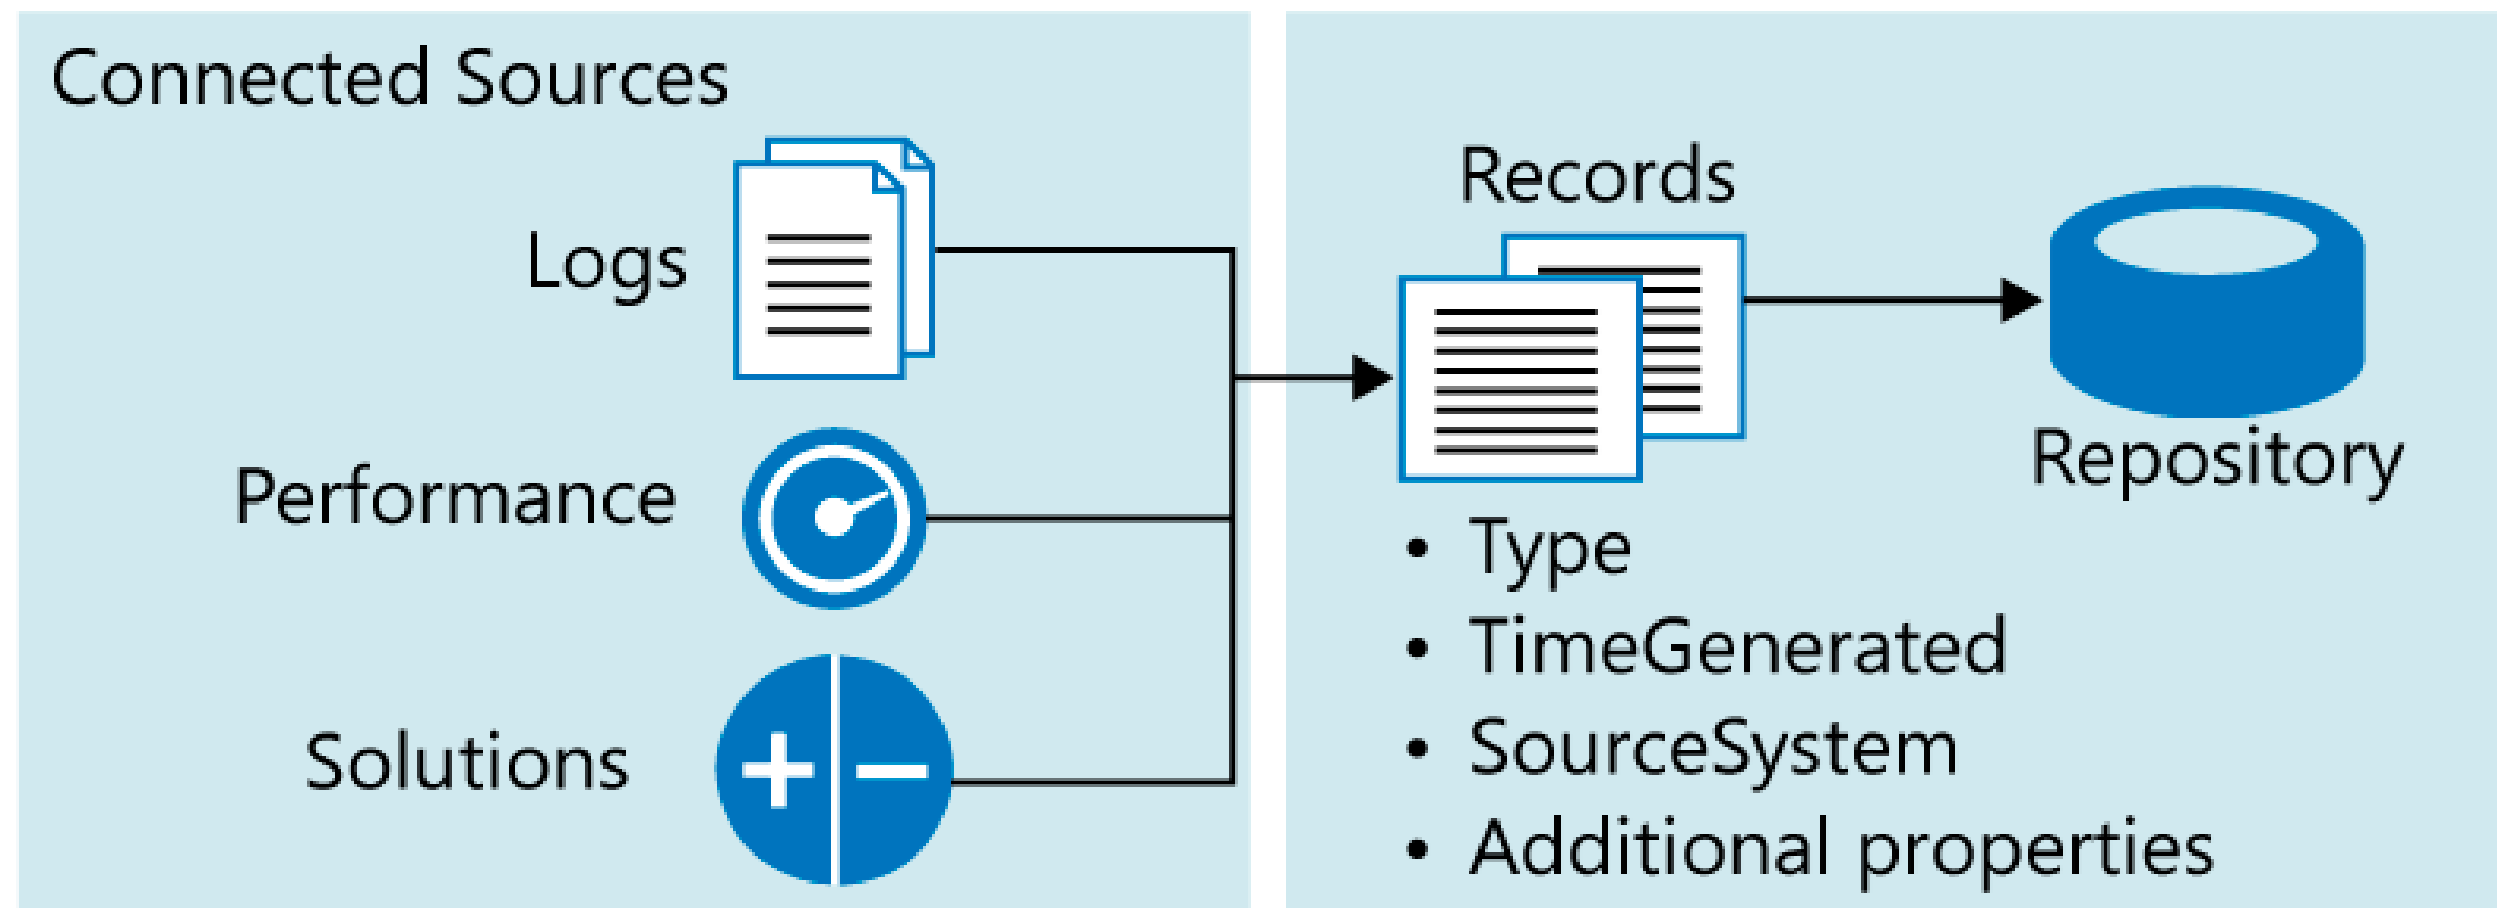 Connected Sources
Logs
Performance
Solutions
Records
Repository
• Type
• TimeGenerated
• SourceSystem
• Additional properties